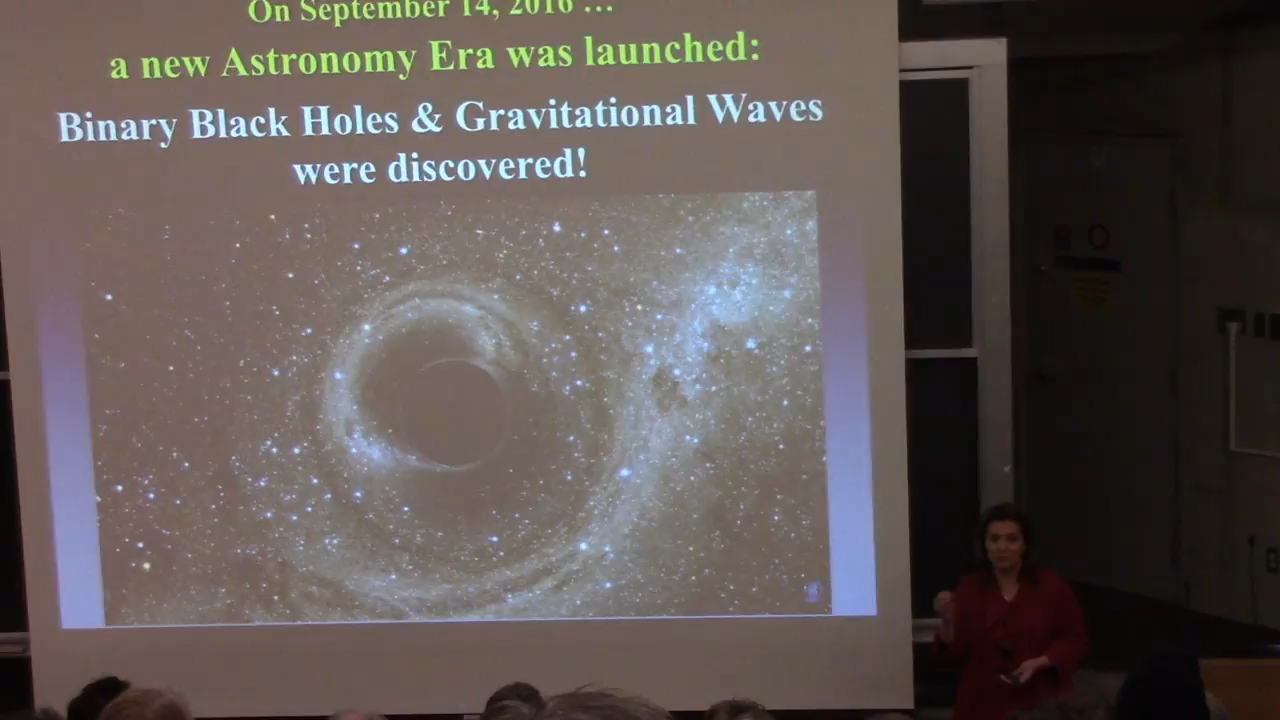 On September 14, 2016 ...
a new Astronomy Era was launched:
Binary Black Holes & Gravitational Waves
were discovered!